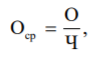 Оср = О/Ч,